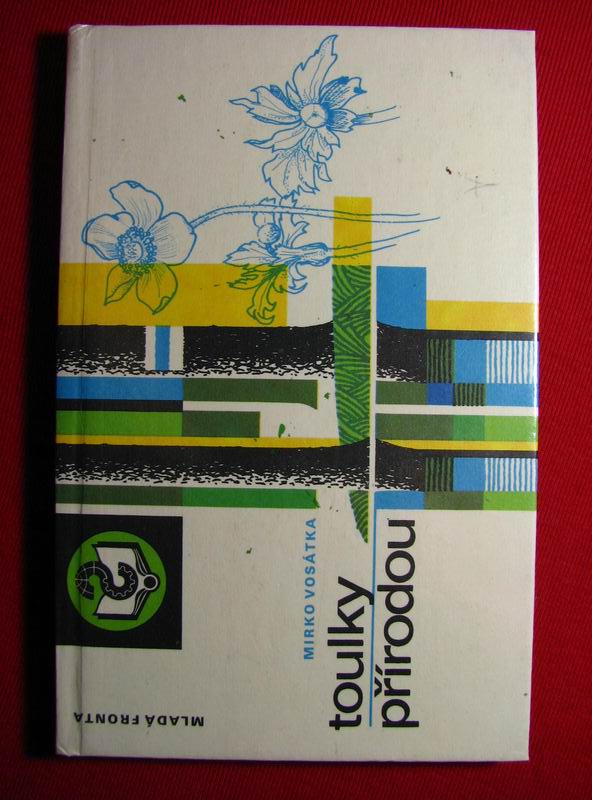 MIRKO VOSÁTKA
toulky
přírodou
MLADÁ FRONTA